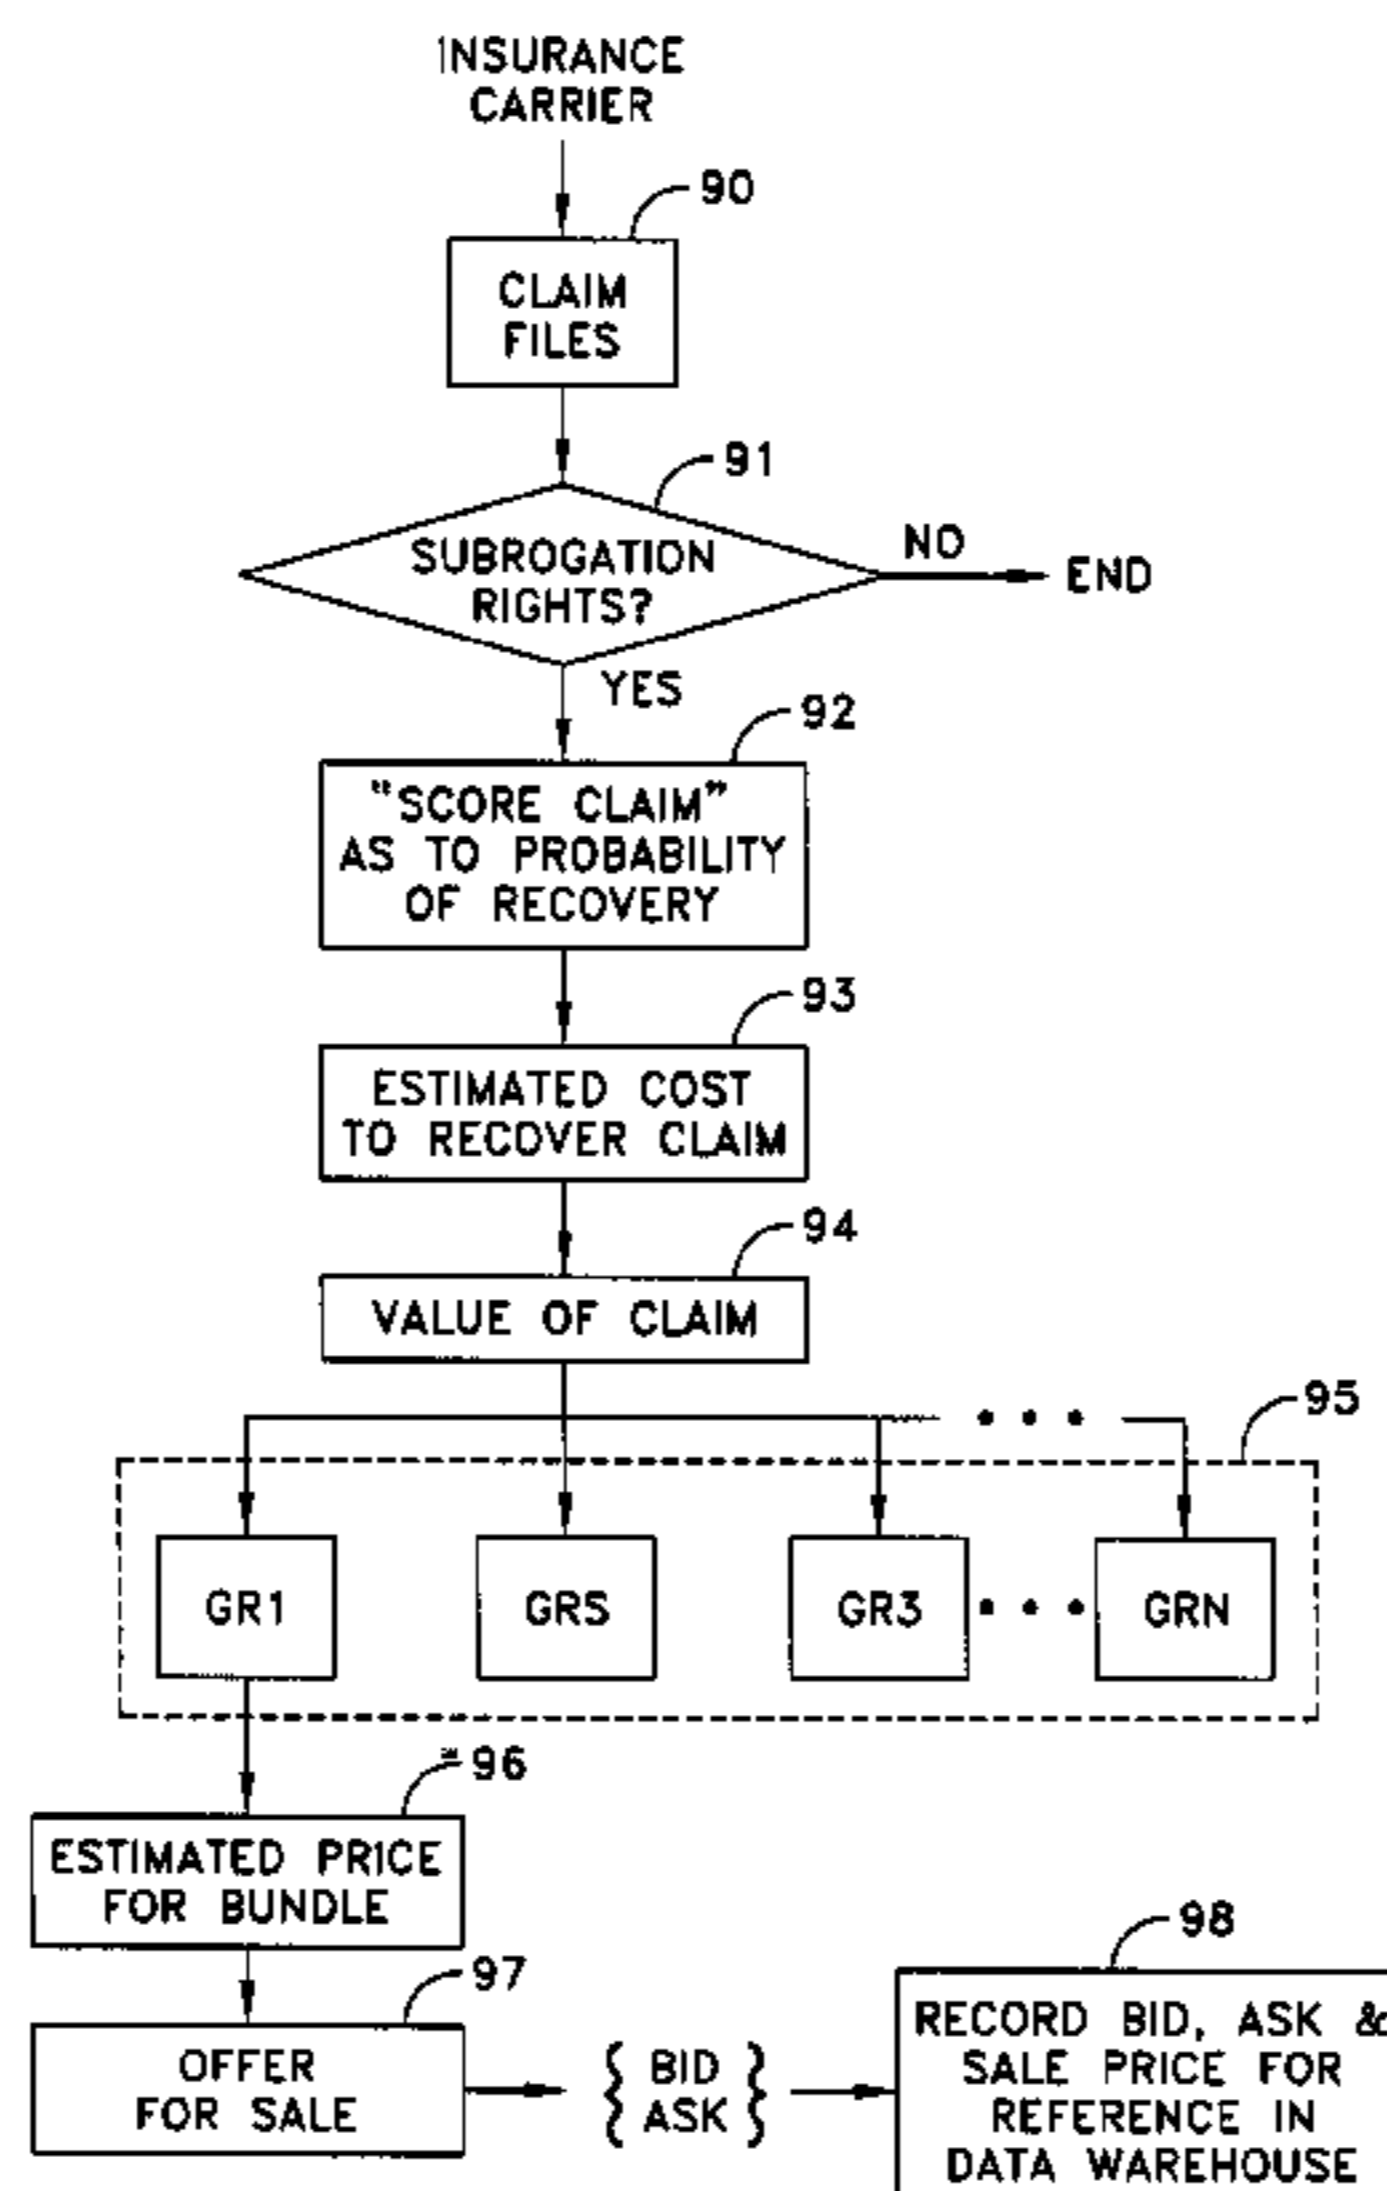 INSURANCE
CARRIER
90
CLAIM
FILES
91
SUBROGATION
RIGHTS?
NO
END
YES
92
"SCORE CLAIM"
AS TO PROBABILITY
OF RECOVERY
93
ESTIMATED COST
TO RECOVER CLAIM
94
VALUE OF CLAIM
95
GR1
GRS
GR3
GRN
96
ESTIMATED PRICE
FOR BUNDLE
97
OFFER
FOR SALE
BID
ASK
98
RECORD BID, ASK &
SALE PRICE FOR
REFERENCE IN
DATA WAREHOUSE